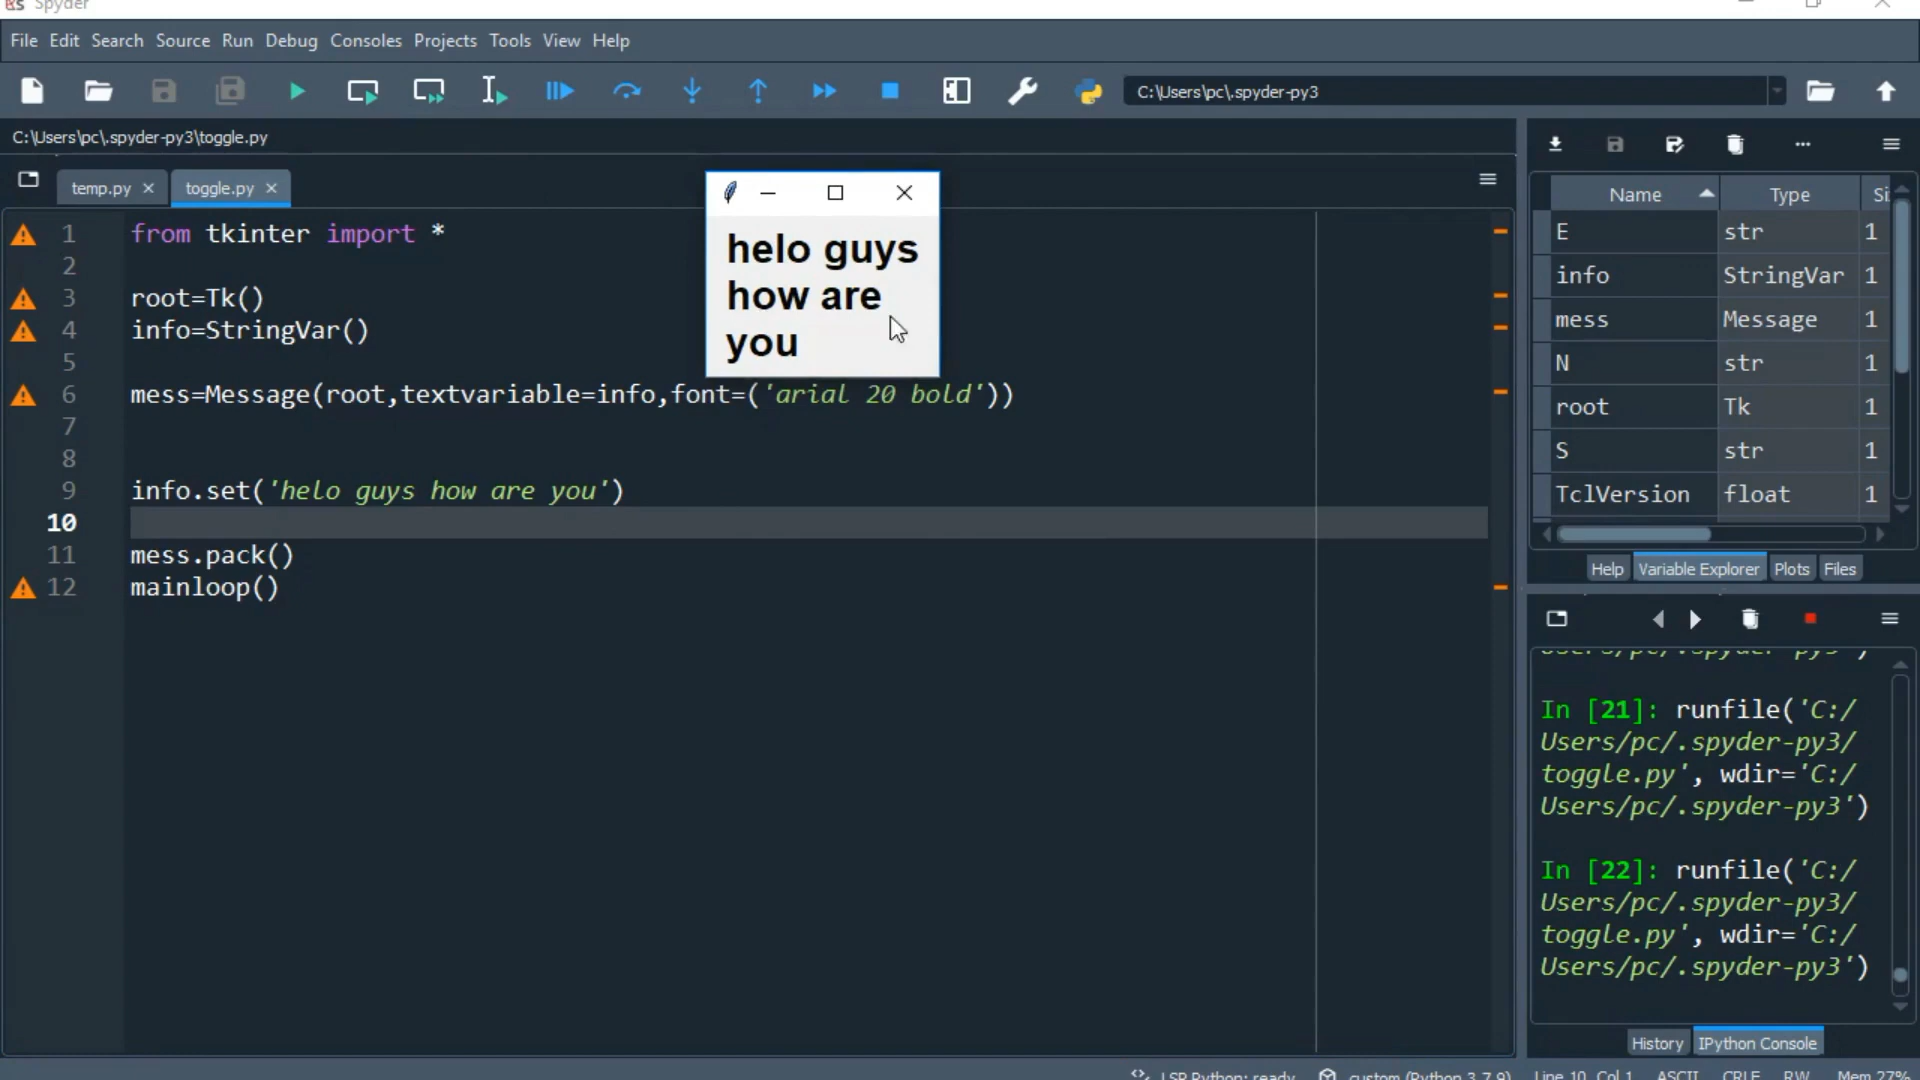 Spyder
File Edit Search Source Run Debug Consoles Projects Tools View Help
C:\Users\pc\.spyder-py3
C:\Users\pc\.spyder-py3\toggle.py
temp.py
toggle.py
1 from tkinter import *
2
3 root=Tk()
4 info=StringVar()
5
6 mess=Message(root,textvariable=info,font=('arial 20 bold'))
7
8
9 info.set('helo guys how are you')
10
11 mess.pack()
12 mainloop()
helo guys
how are
you
Name Type Si
E str 1
info StringVar 1
mess Message 1
N str 1
root Tk 1
S str 1
TclVersion float 1
Help Variable Explorer Plots Files
Users/pc/.spyder-py3')
In [21]: runfile('C:/
Users/pc/.spyder-py3/
toggle.py', wdir='C:/
Users/pc/.spyder-py3')
In [22]: runfile('C:/
Users/pc/.spyder-py3/
toggle.py', wdir='C:/
Users/pc/.spyder-py3')
History IPython Console
LSP Python: ready custom (Python 3.7.9) Line 10, Col 1 ASCII CRLF RW Mem 27%